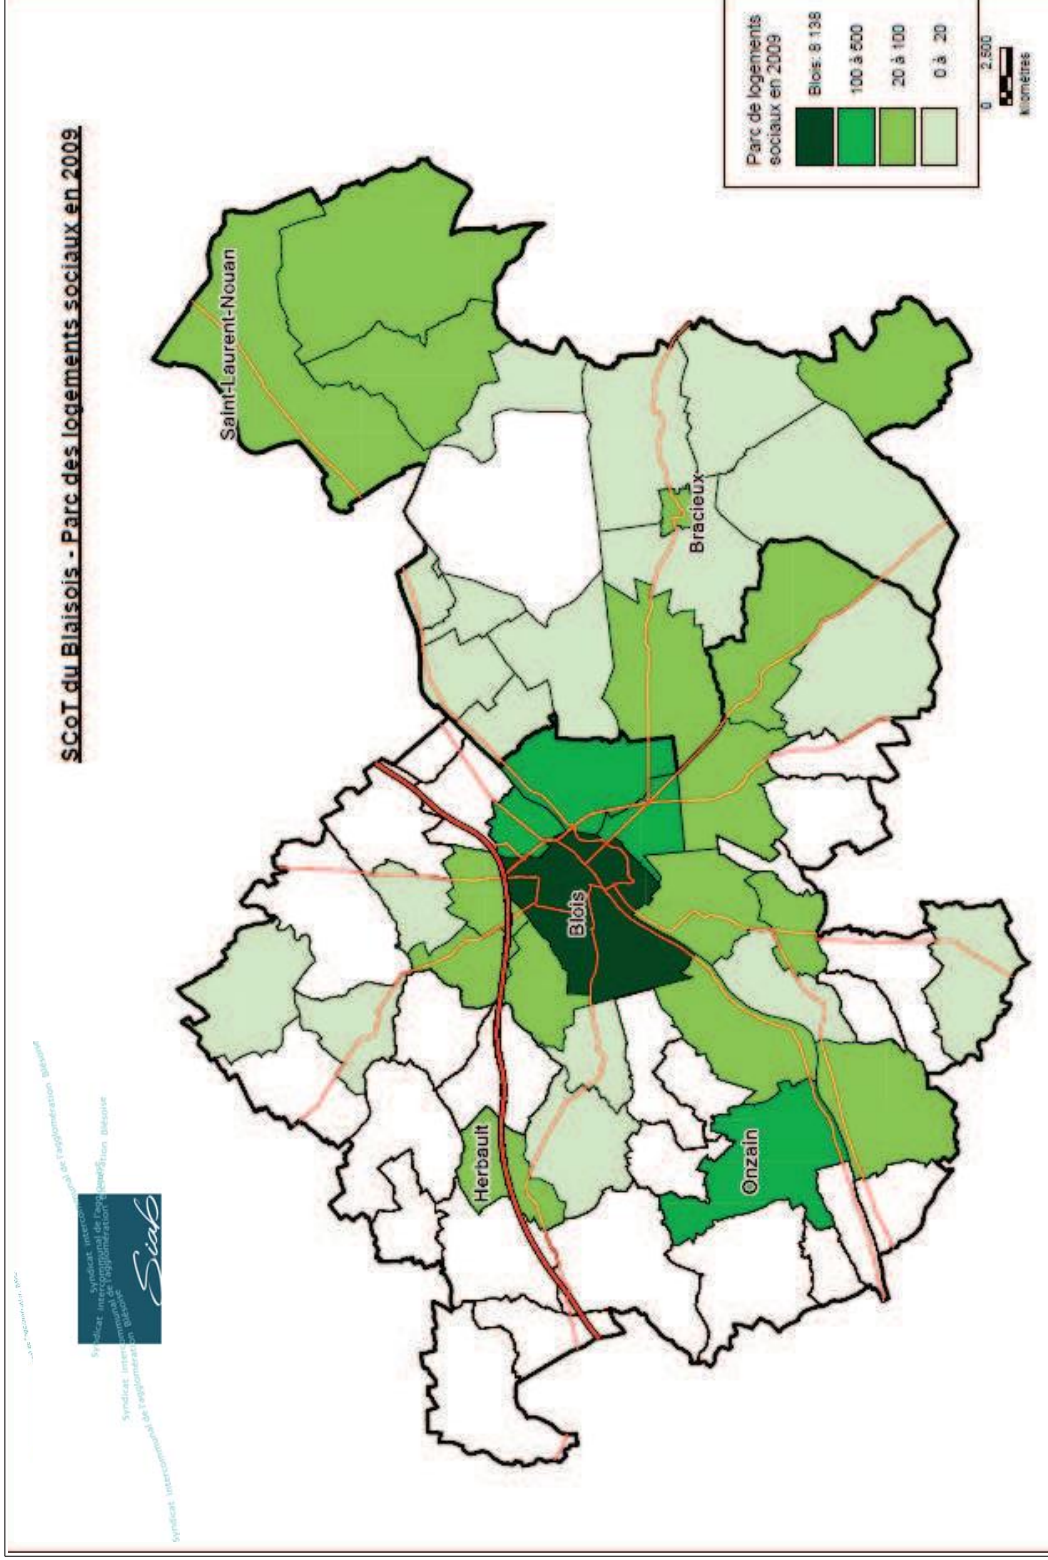 SCoT du Blaisois - Parc des logements sociaux en 2009
Syndicat intercommunal de l'agglomération Blésoise
Siab
Saint-Laurent-Nouan
Bracieux
Blois
Herbault
Onzain
Parc de logements
sociaux en 2009
Blois: 8 138
100 à 500
20 à 100
0 à 20
0 2,500
kilomètres